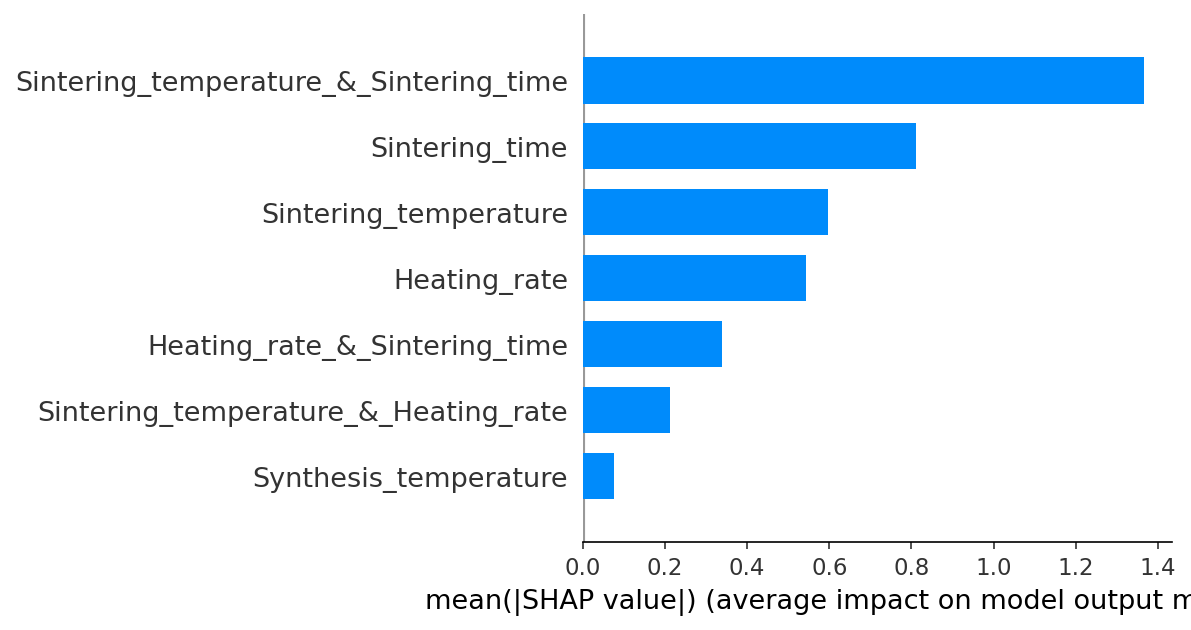 Sintering_temperature_&_Sintering_time
Sintering_time
Sintering_temperature
Heating_rate
Heating_rate_&_Sintering_time
Sintering_temperature_&_Heating_rate
Synthesis_temperature
0.0 0.2 0.4 0.6 0.8 1.0 1.2 1.4
mean(|SHAP value|) (average impact on model output